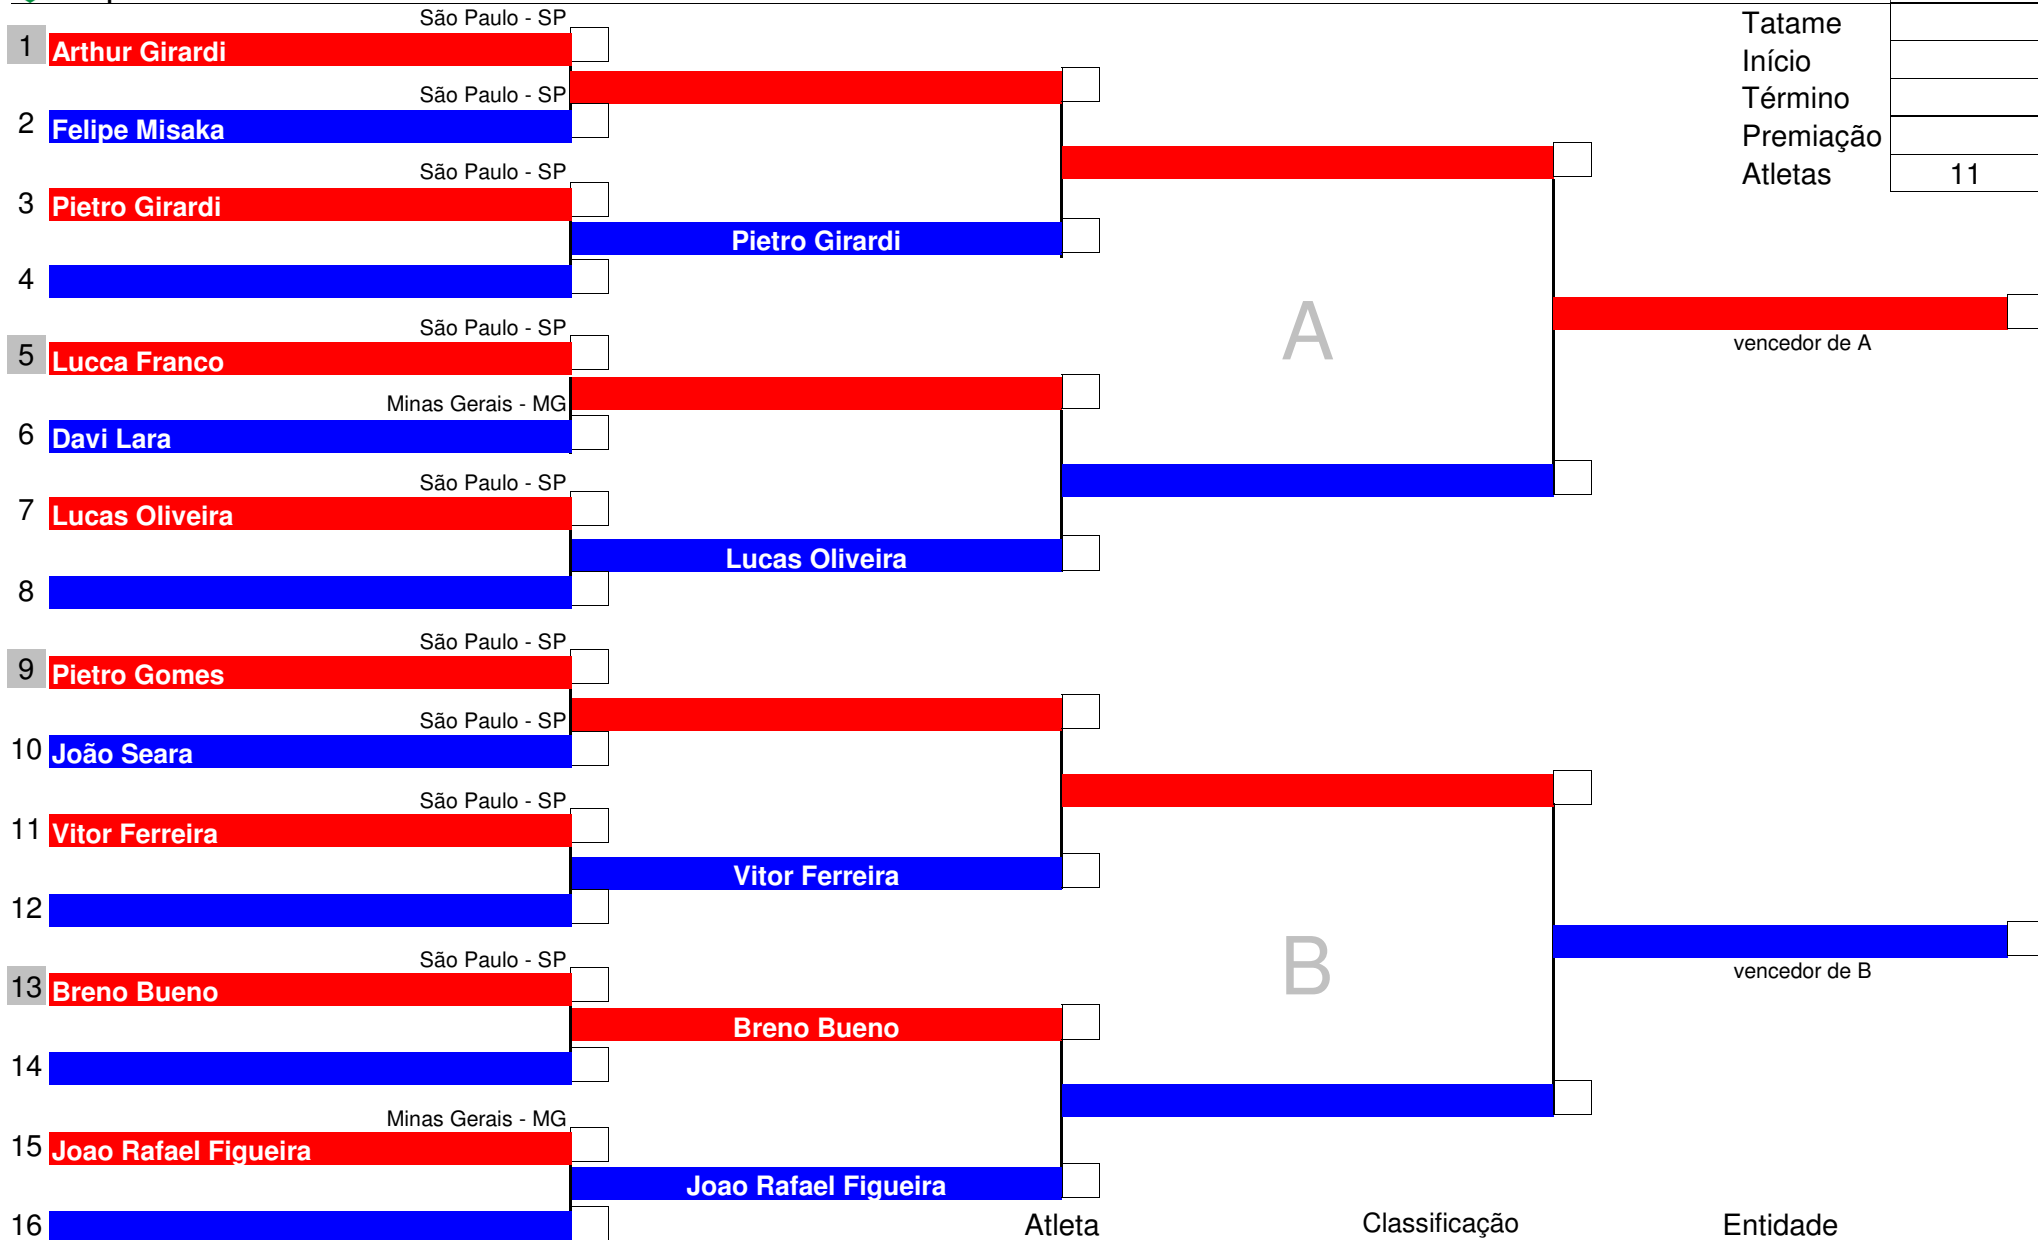 São Paulo - SP
Tatame
1 Arthur Girardi
Início
São Paulo - SP
Término
2 Felipe Misaka
Premiação
São Paulo - SP
Atletas 11
3 Pietro Girardi
Pietro Girardi
4
São Paulo - SP
A
vencedor de A
5 Lucca Franco
Minas Gerais - MG
6 Davi Lara
São Paulo - SP
7 Lucas Oliveira
Lucas Oliveira
8
São Paulo - SP
9 Pietro Gomes
São Paulo - SP
10 João Seara
São Paulo - SP
11 Vitor Ferreira
Vitor Ferreira
12
São Paulo - SP
B
vencedor de B
13 Breno Bueno
Breno Bueno
14
Minas Gerais - MG
15 Joao Rafael Figueira
Joao Rafael Figueira
16
Atleta Classificação Entidade